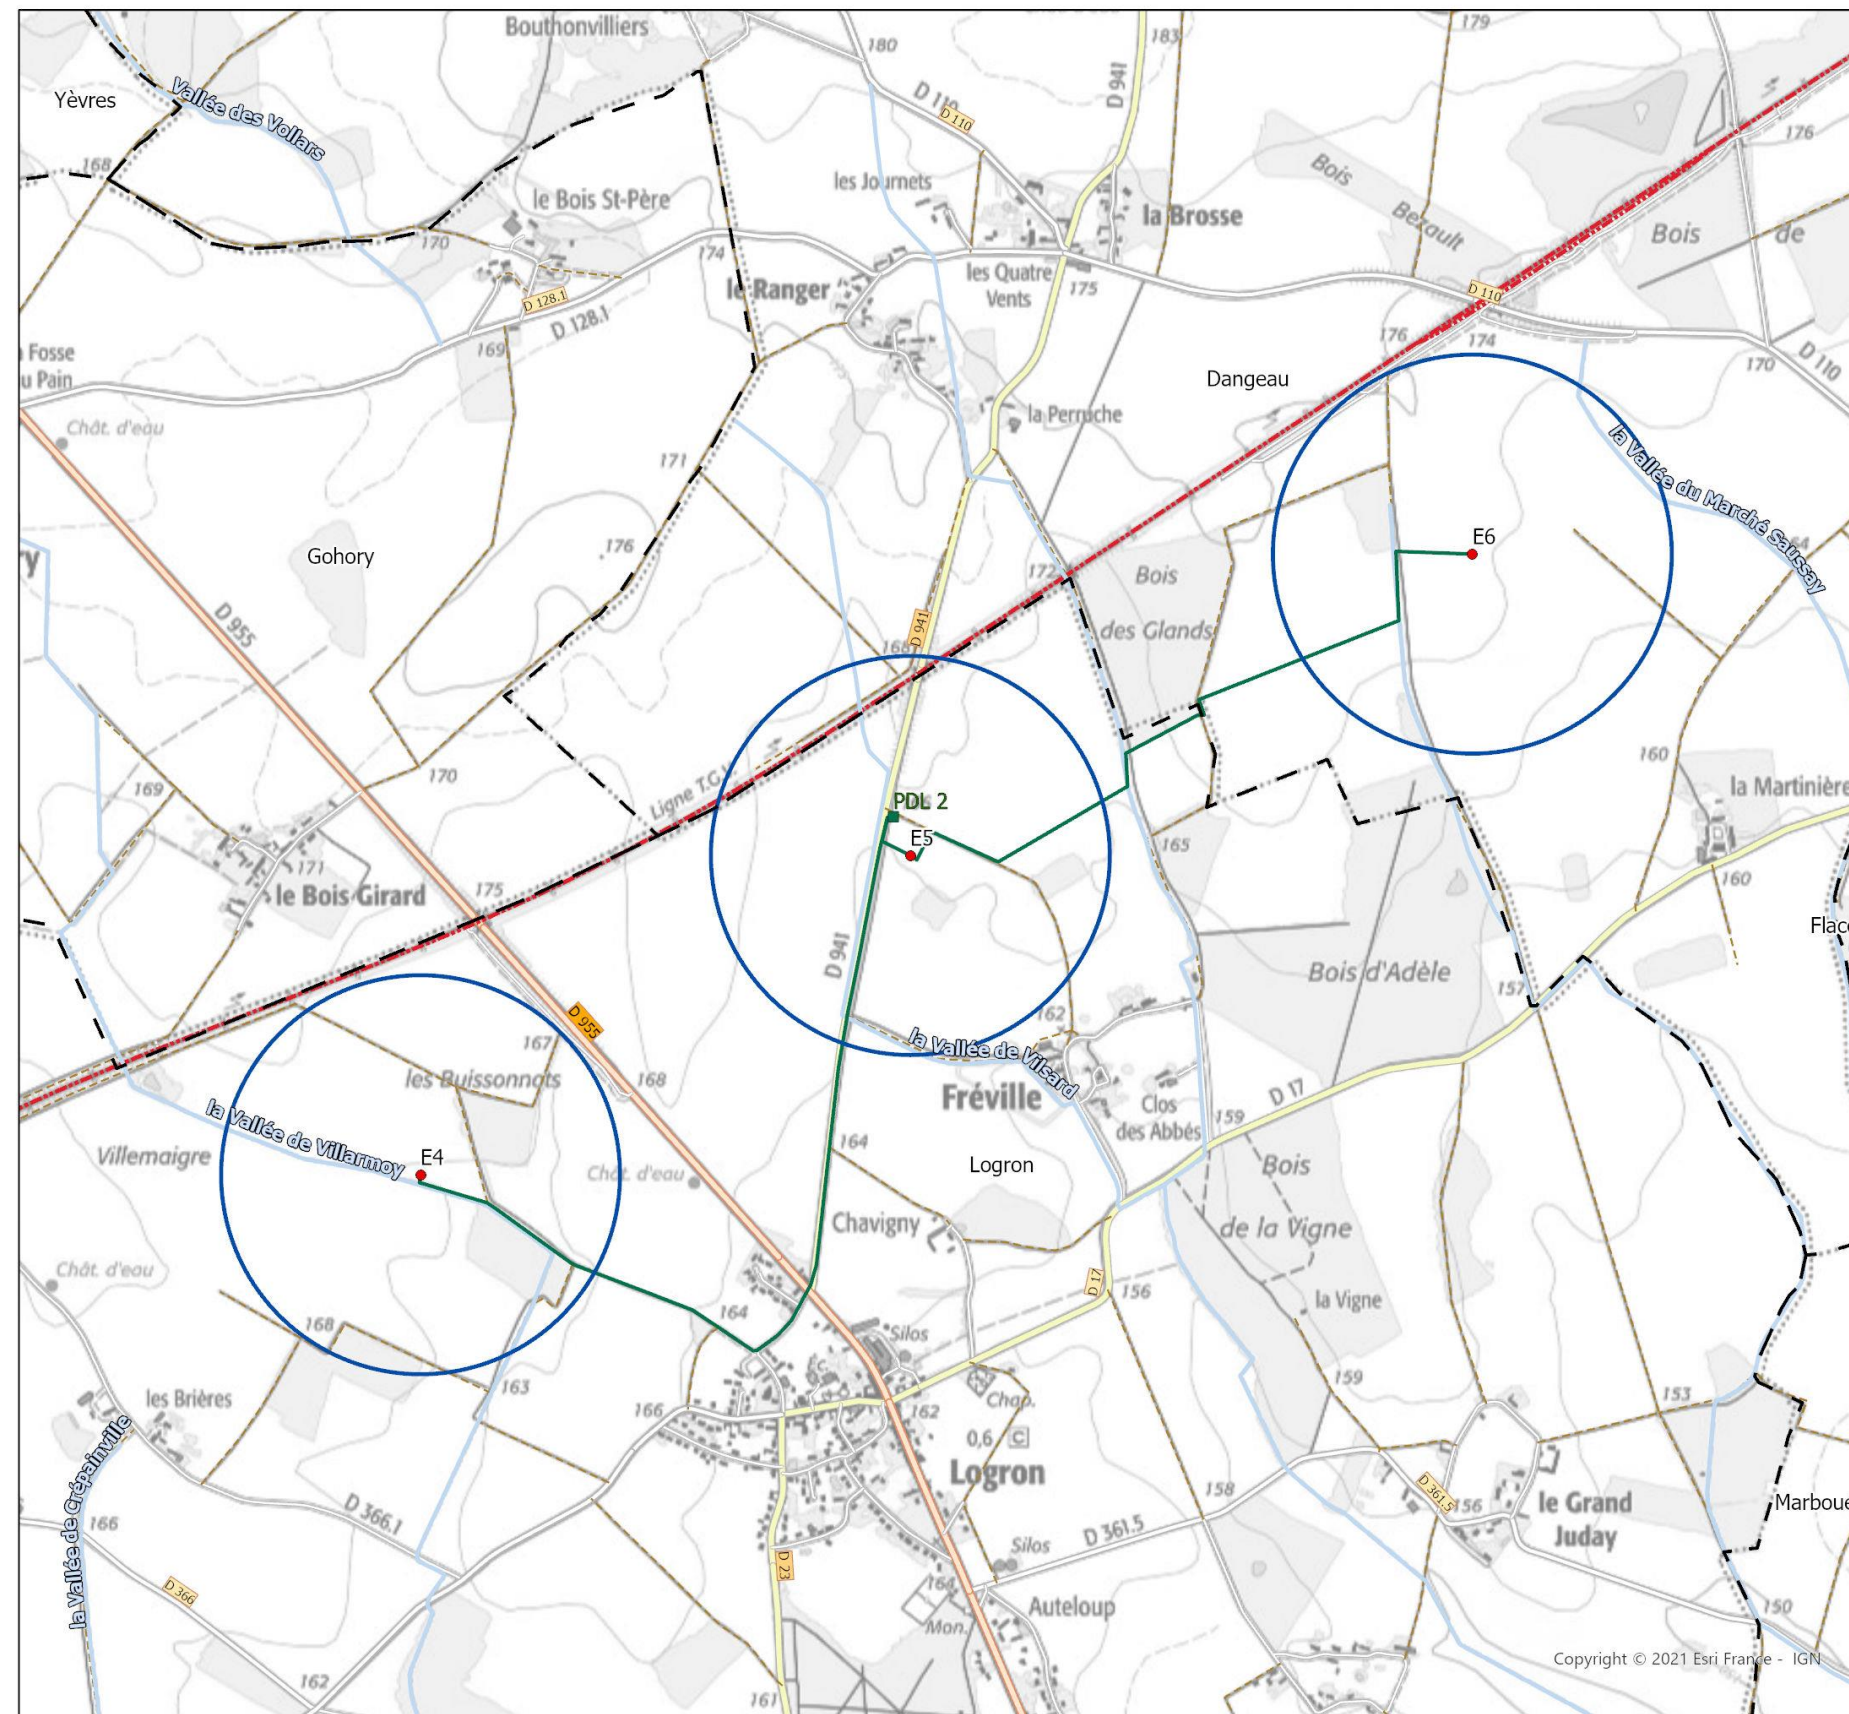 Bouthonvilliers
180
183
179
Yèvres
Vallée des Vollars
D 110
D 110
D 941
176
168
Bois
Bezault
les Journets
le Bois St-Père
la Brosse
Bois
de
170
174
le Ranger
les Quatre
Vents
175
D 128.1
D 128.1
D 110
176
174
169
Fosse
u Pain
170
D 110
Dangeau
la Perruche
Chât. d'eau
171
la Vallée du Marché Saussay
E6
176
Gohory
172
Bois
des Glands
D 955
D 941
168
160
170
169
Ligne T.G.V.
la Martinière
PDL 2
E5
165
171
le Bois Girard
175
160
Flac
D 941
Bois d'Adèle
157
D 955
162
167
la Vallée de Vilsard
les Buissonnats
168
Fréville
D 17
Clos
des Abbés
159
la Vallée de Villarmoy
Villemaigre
E4
164
Logron
Bois
de la Vigne
Chât. d'eau
Chavigny
Chât. d'eau
D 17
156
la Vigne
164
168
Silos
Éc.
163
159
les Brières
Chap.
153
166
162
0,6 C
Logron
la Vallée de Crépainville
158
D 361.5
156
le Grand
Juday
Marboue
166
D 366.1
D 361.5
Silos
D 23
D 366
164
Auteloup
150
Mon.
162
161
Copyright © 2021 Esri France - IGN